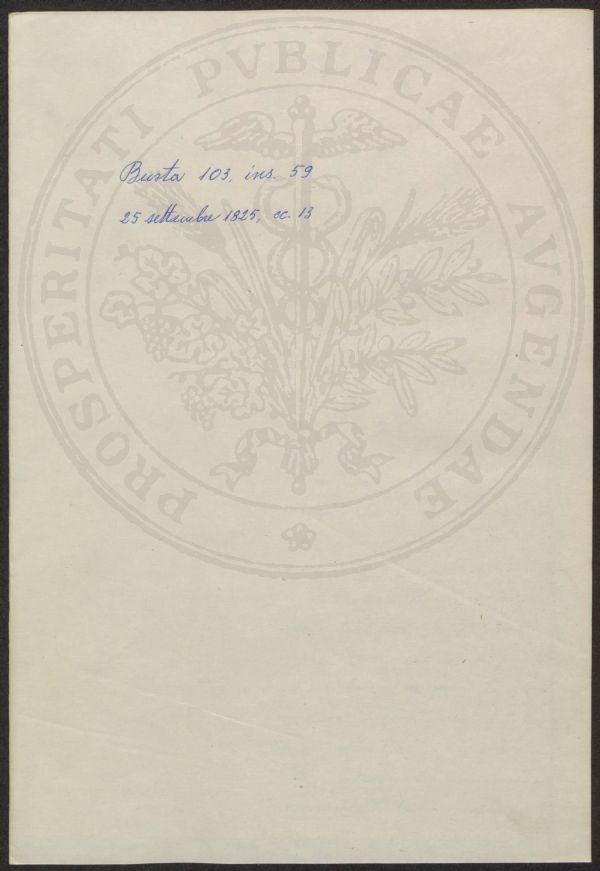 PROSPERITATI PVBLICAE AVGENDAE
Busta 103, ins. 59
25 settembre 1825, cc. 13